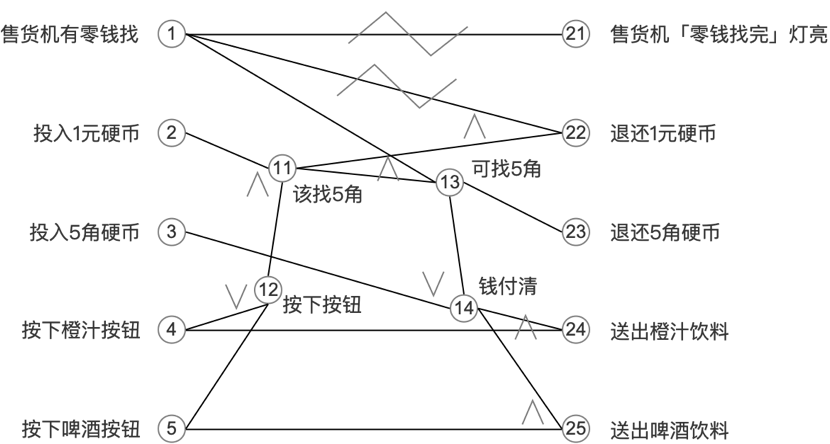 售货机有零钱找 1 21 售货机「零钱找完」灯亮
投入1元硬币 2 22 退还1元硬币
11 该找5角
13 可找5角
投入5角硬币 3 23 退还5角硬币
12 按下按钮
14 钱付清
按下橙汁按钮 4 24 送出橙汁饮料
按下啤酒按钮 5 25 送出啤酒饮料